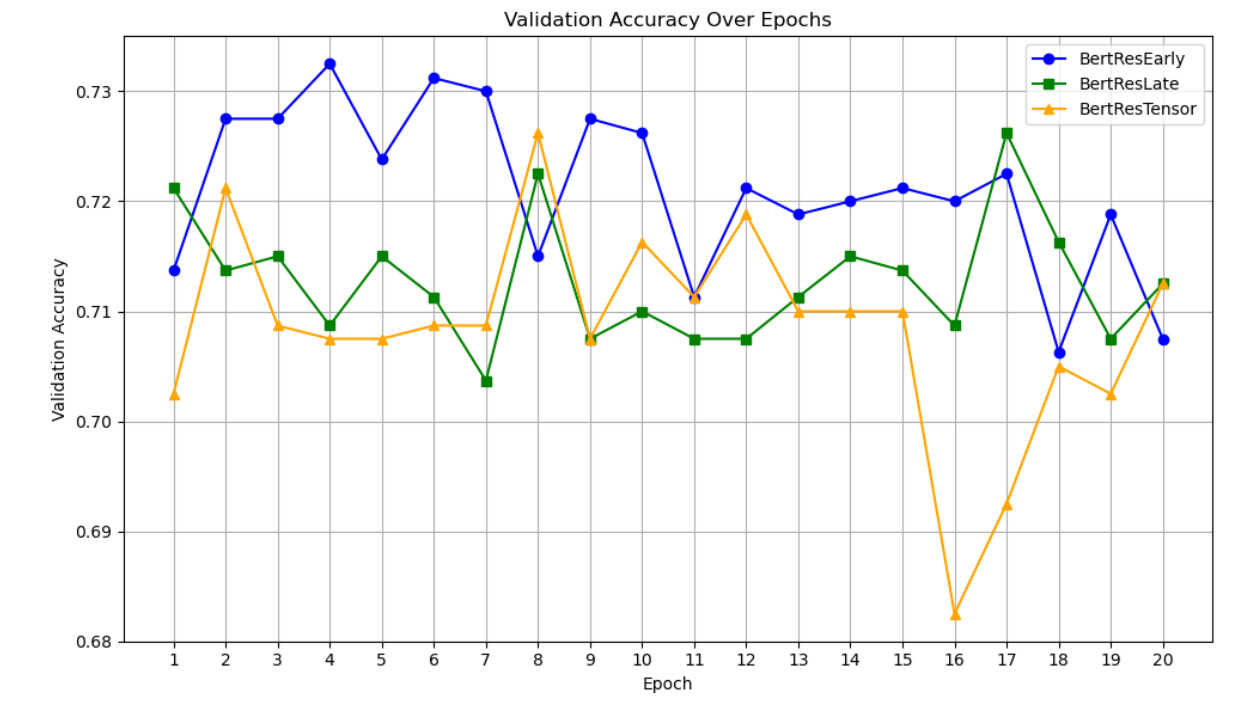 Validation Accuracy Over Epochs
BertResEarly
BertResLate
BertResTensor
Validation Accuracy
0.73
0.72
0.71
0.70
0.69
0.68
1 2 3 4 5 6 7 8 9 10 11 12 13 14 15 16 17 18 19 20
Epoch